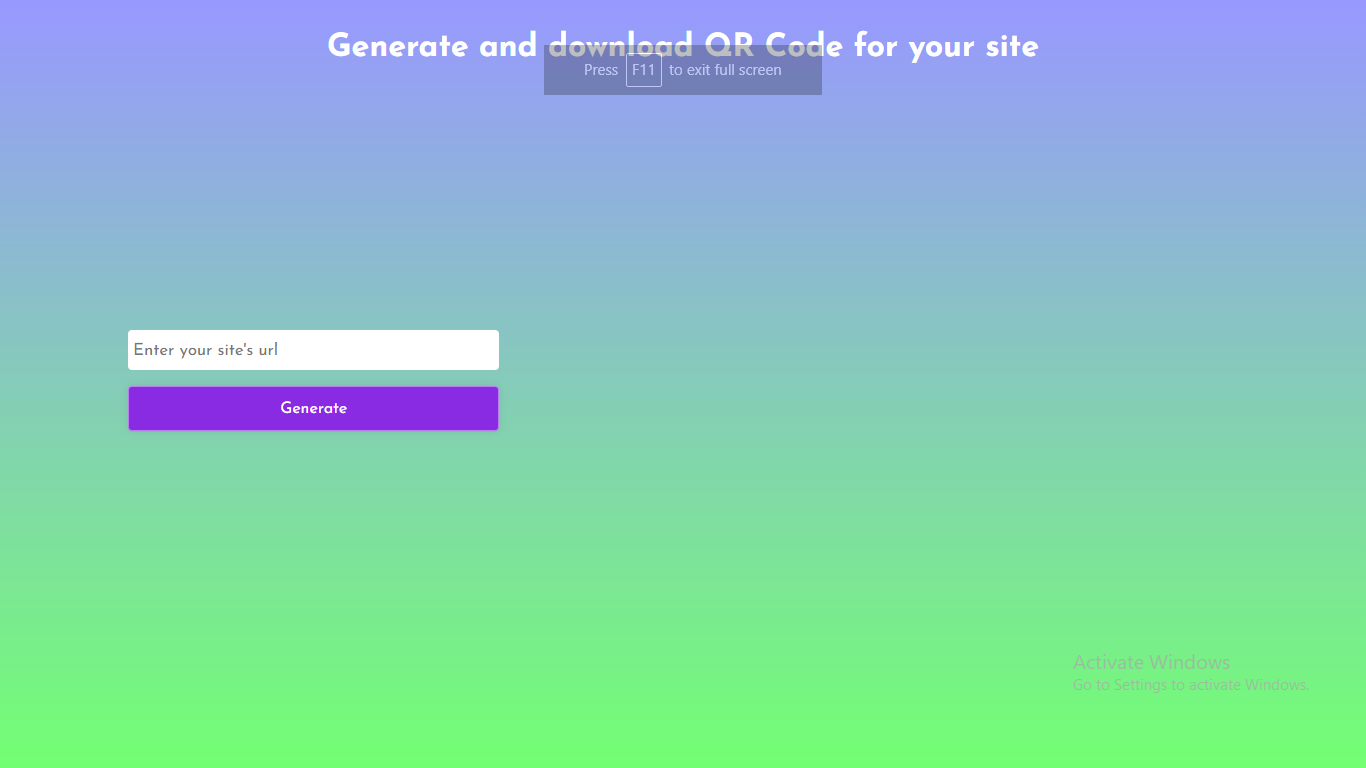 Generate and download QR Code for your site
Press F11 to exit full screen
Enter your site's url
Generate
Activate Windows
Go to Settings to activate Windows.